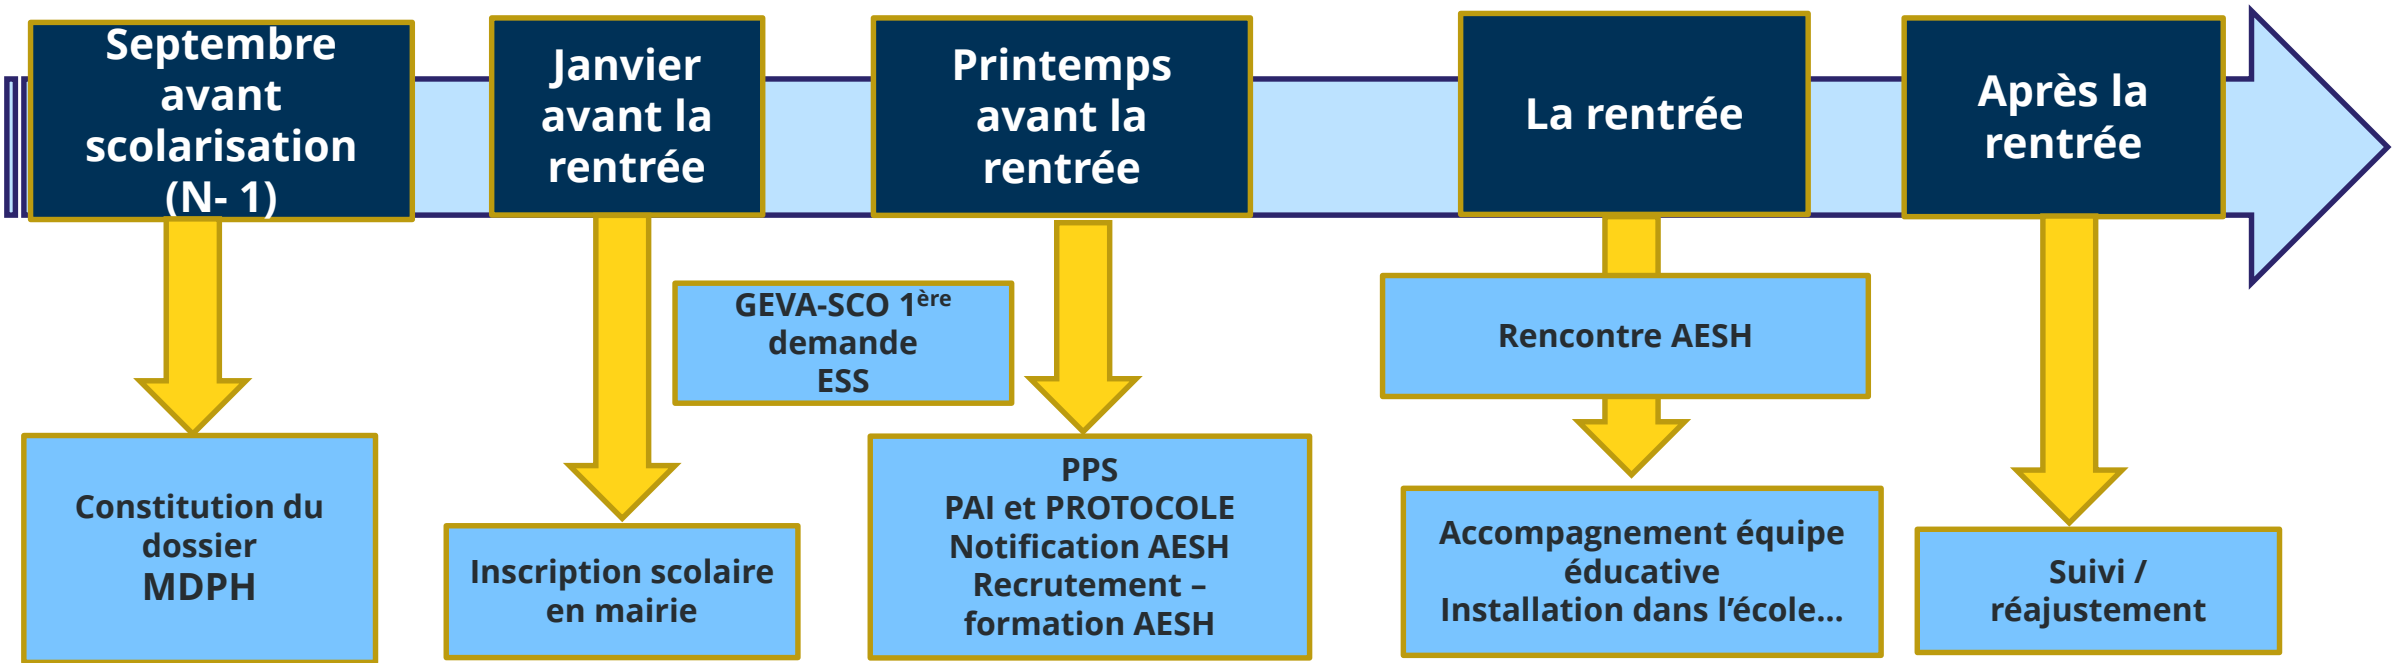 Septembre
avant
scolarisation
(N- 1)
Janvier
avant la
rentrée
Printemps
avant la
rentrée
La rentrée
Après la
rentrée
GEVA-SCO 1ère
demande
ESS
Rencontre AESH
Constitution du
dossier
MDPH
Inscription scolaire
en mairie
PPS
PAI et PROTOCOLE
Notification AESH
Recrutement –
formation AESH
Accompagnement équipe
éducative
Installation dans l’école...
Suivi /
réajustement